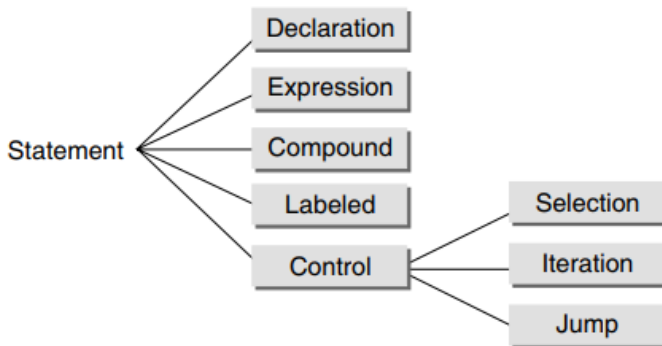 Declaration
Expression
Statement
Compound
Labeled
Control
Selection
Iteration
Jump